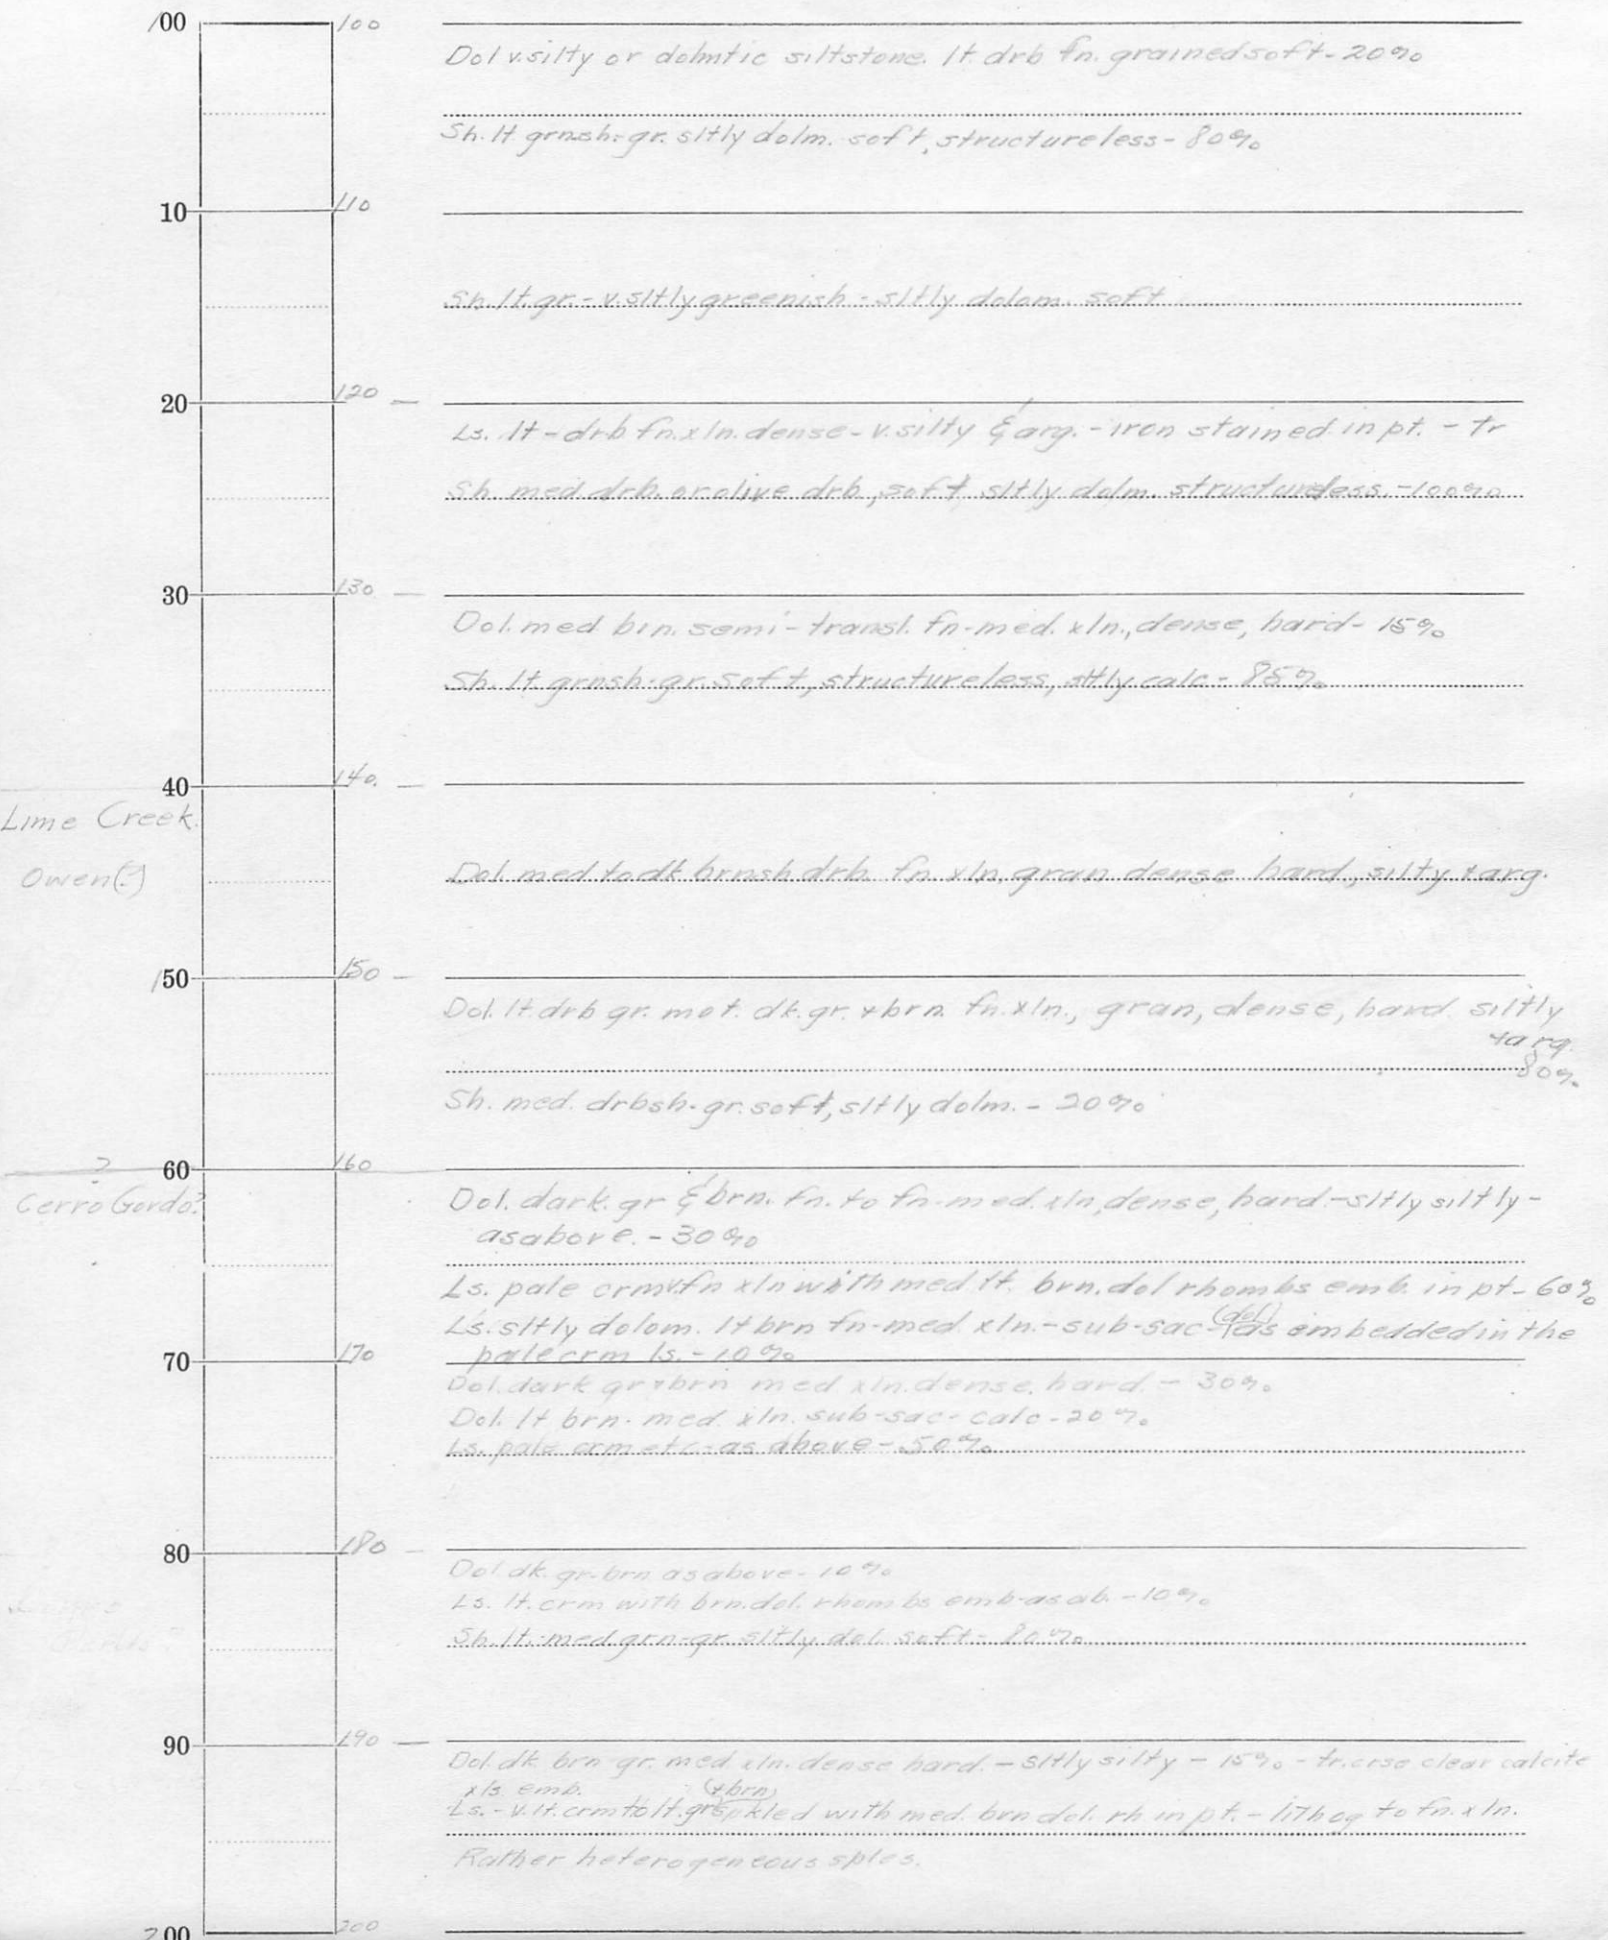 100 100
Dol v. silty or dolmtic siltstone. lt. drb fn. grained soft - 20%
Sh. lt grnsh-gr. sltly dolm. soft, structureless - 80%
10 110
Sh. lt. gr. - v. sltly greenish - sltly dolom. soft
20 120
Ls. lt - drb fn. xln. dense - v. silty & arg. - iron stained in pt. - tr
Sh. med drb. or olive drb, soft, sltly dolm. structureless. - 100%
30 130
Dol. med brn. semi-transl. fn-med. xln., dense, hard - 15%
Sh. lt grnsh-gr. soft, structureless, sltly calc - 85%
40 140.
Lime Creek
Owen(?)
Dol. med to dk brnsh drb fn xln, gran dense hard, silty + arg.
150 150
Dol. lt. drb gr. mot. dk. gr. + brn. fn. xln., gran, dense, hard siltly
+ arg.
80%
Sh. med. drbsh-gr. soft, sltly dolm. - 20%
?
60 160
Cerro Gordo?
Dol. dark. gr & brn. fn. to fn-med. xln, dense, hard - sltly siltly -
as above. - 30%
Ls. pale crm v. fn xln with med lt. brn. dol rhombs emb. in pt - 60%
Ls. sltly dolom. lt brn fn-med xln. - sub-sac - (dol) as embedded in the
pale crm ls. - 10%
70 170
Dol. dark gr + brn med xln. dense. hard - 30%
Dol. lt brn. med xln. sub-sac - calc - 20%
Ls. pale crm etc - as above - 50%
80 180
Dol. dk. gr-brn as above - 10%
Ls. lt. crm with brn. dol. rhombs emb - as ab. - 10%
Sh. lt.-med grn-gr. sltly dol. soft - 80%
90 190
Dol. dk brn gr. med xln. dense hard - sltly silty - 15% - tr. crse clear calcite
xls. emb. (+ brn)
Ls. - v. lt. crm to lt. gr spkled with med. brn dol. rh in pt. - lithog to fn. xln.
Rather heterogeneous sples.
200 200